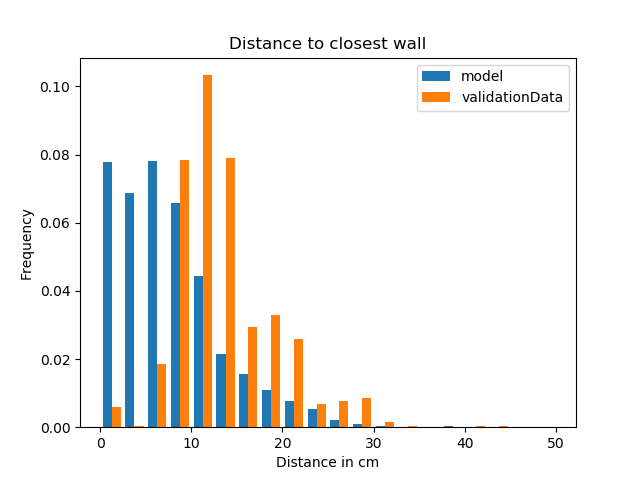 Distance to closest wall
model
validationData
0.10
0.08
0.06
0.04
0.02
0.00
Frequency
0 10 20 30 40 50
Distance in cm